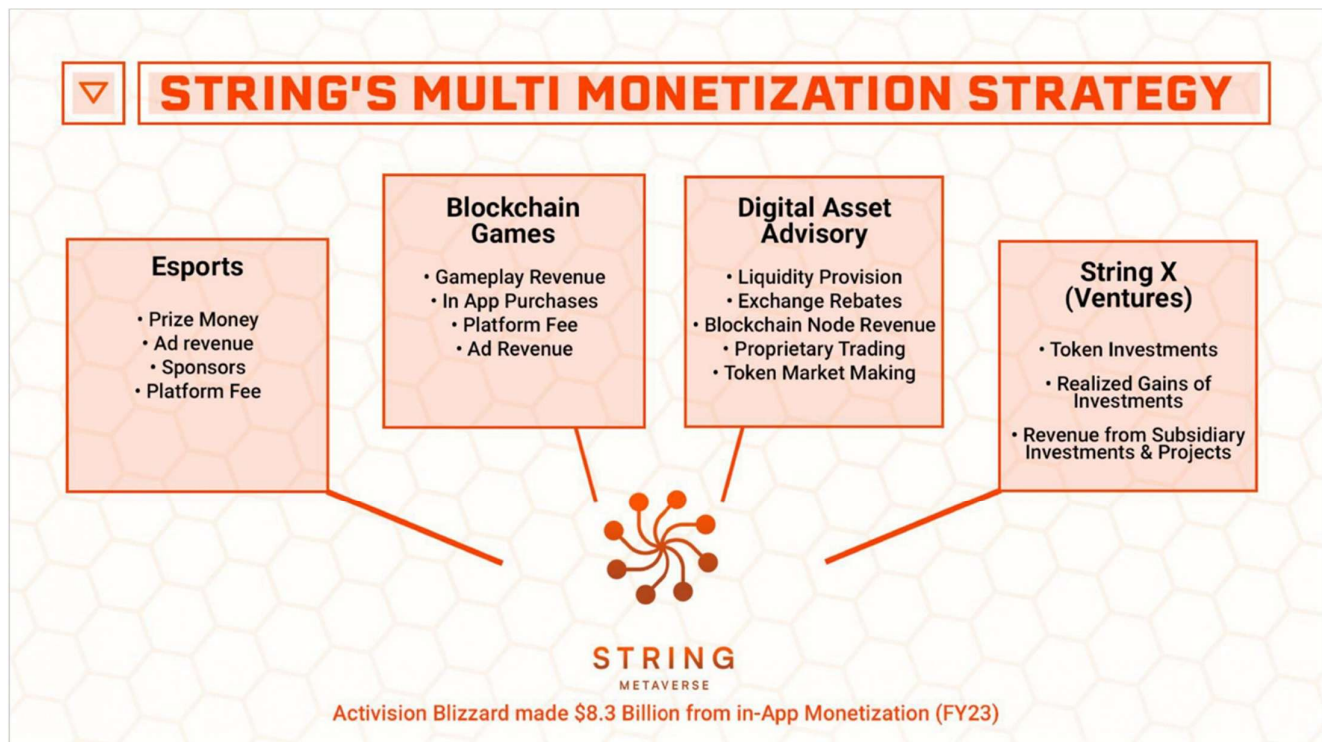 STRING'S MULTI MONETIZATION STRATEGY
Esports
• Prize Money
• Ad revenue
• Sponsors
• Platform Fee
Blockchain
Games
• Gameplay Revenue
• In App Purchases
• Platform Fee
• Ad Revenue
Digital Asset
Advisory
• Liquidity Provision
• Exchange Rebates
• Blockchain Node Revenue
• Proprietary Trading
• Token Market Making
String X
(Ventures)
• Token Investments
• Realized Gains of
Investments
• Revenue from Subsidiary
Investments & Projects
STRING
METAVERSE
Activision Blizzard made $8.3 Billion from in-App Monetization (FY23)